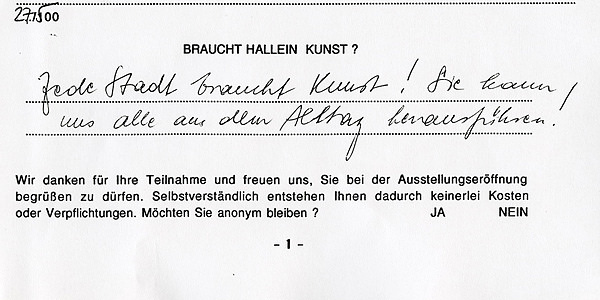 BRAUCHT HALLEIN KUNST ?
Jede Stadt braucht Kunst! Sie kann
uns alle aus dem Alltag herausführen!
Wir danken für Ihre Teilnahme und freuen uns, Sie bei der Ausstellungseröffnung
begrüßen zu dürfen. Selbstverständlich entstehen Ihnen dadurch keinerlei Kosten
oder Verpflichtungen. Möchten Sie anonym bleiben ? JA NEIN
- 1 -